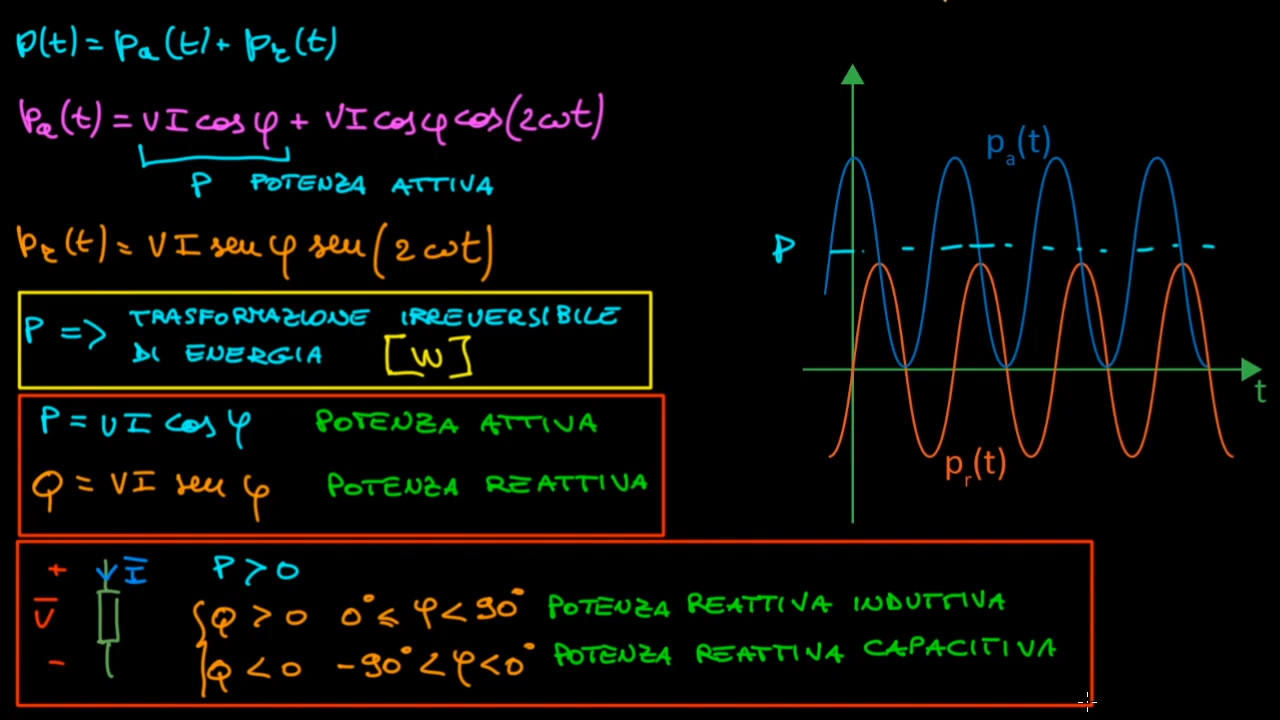 p(t) = pa(t) + pr(t)
pa(t) = VI cos φ + VI cos φ cos(2ωt)
P POTENZA ATTIVA
pr(t) = VI sen φ sen(2ωt)
P => TRASFORMAZIONE IRREVERSIBILE
DI ENERGIA [W]
P = VI cos φ POTENZA ATTIVA
Q = VI sen φ POTENZA REATTIVA
+ I̅ P > 0
V̅ Q > 0 0° ≤ φ < 90° POTENZA REATTIVA INDUTTIVA
- Q < 0 -90° < φ < 0° POTENZA REATTIVA CAPACITIVA
pa(t)
P
t
pr(t)